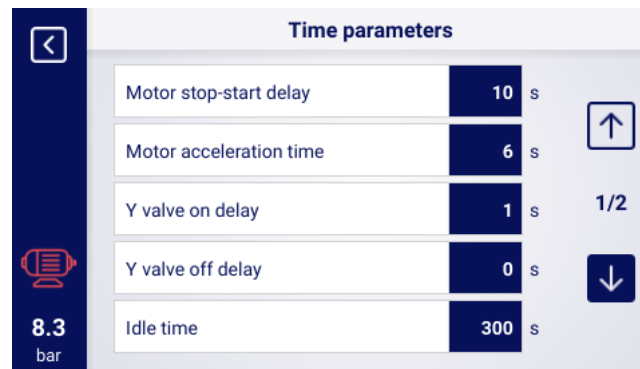 Time parameters
Motor stop-start delay 10 s
Motor acceleration time 6 s
Y valve on delay 1 s
1/2
Y valve off delay 0 s
Idle time 300 s
8.3
bar